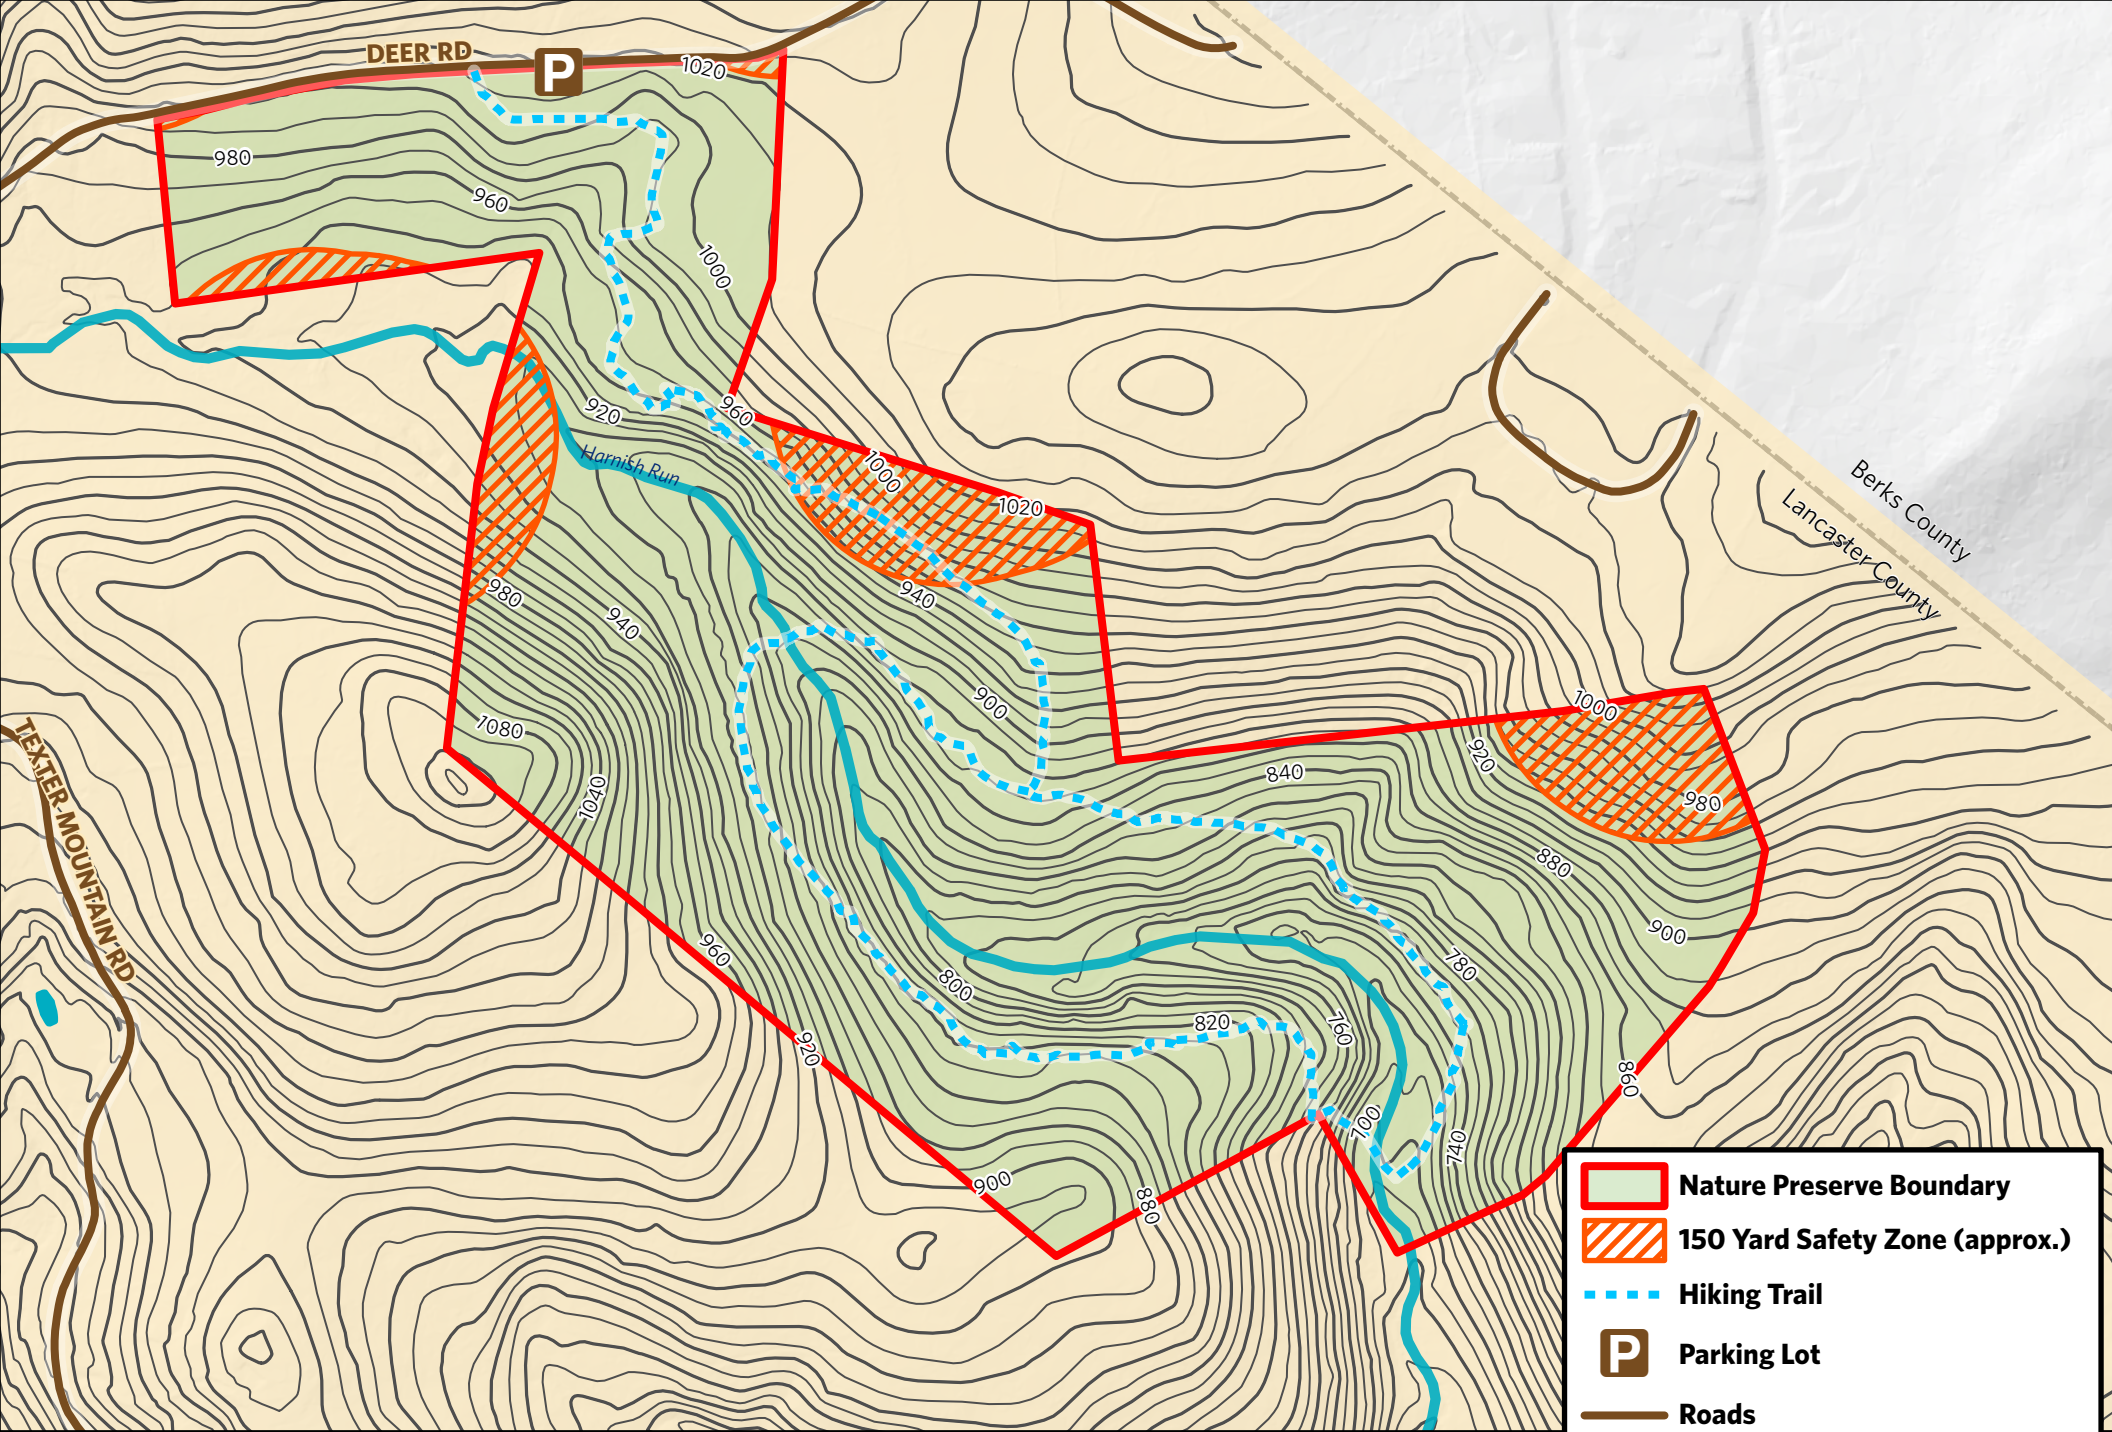 DEER RD
P
1020
980
960
1000
960
920
Harnish Run
1000
1020
980
940
940
900
1080
1040
1000
920
840
980
880
900
Berks County
Lancaster County
TEXTER MOUNTAIN RD
960
800
780
820
760
920
860
100
740
900
880
Nature Preserve Boundary
150 Yard Safety Zone (approx.)
Hiking Trail
P
Parking Lot
Roads